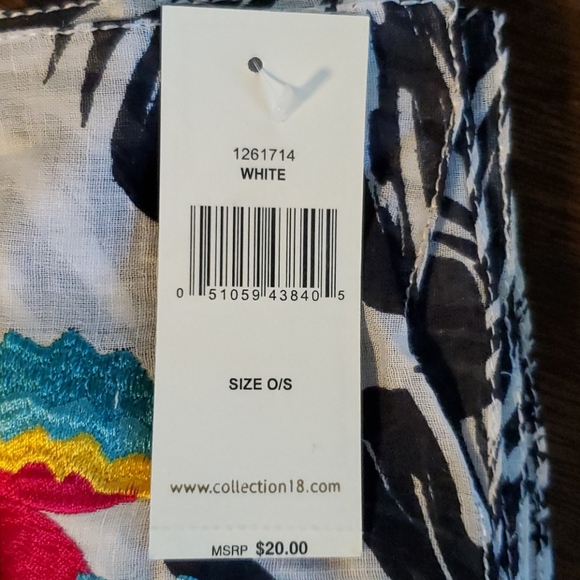 1261714
WHITE
0 51059 43840 5
SIZE O/S
www.collection18.com
MSRP $20.00